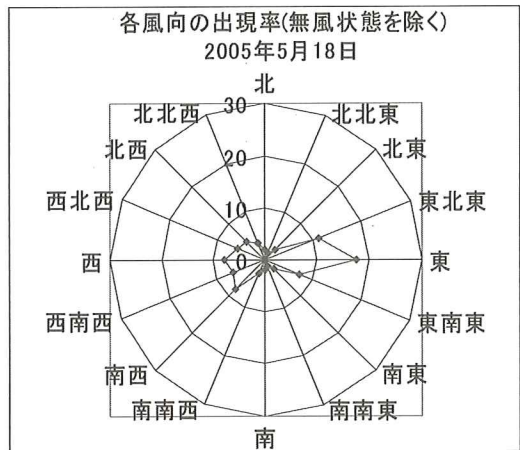 各風向の出現率(無風状態を除く)
2005年5月18日
北
30
北北西
北北東
北西
北東
20
西北西
東北東
10
西
0
東
西南西
東南東
南西
南東
南南西
南南東
南